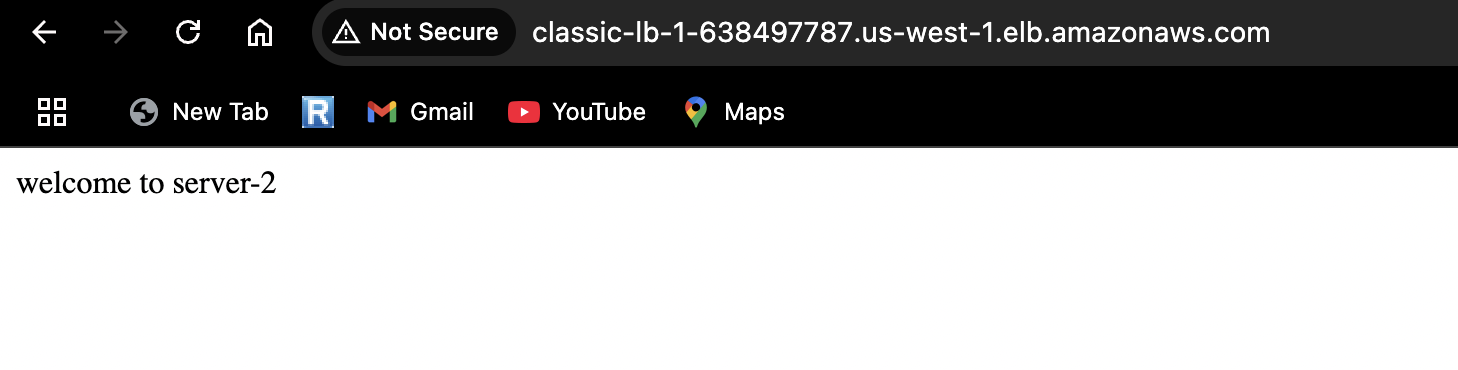 Not Secure classic-lb-1-638497787.us-west-1.elb.amazonaws.com
New Tab R Gmail YouTube Maps
welcome to server-2